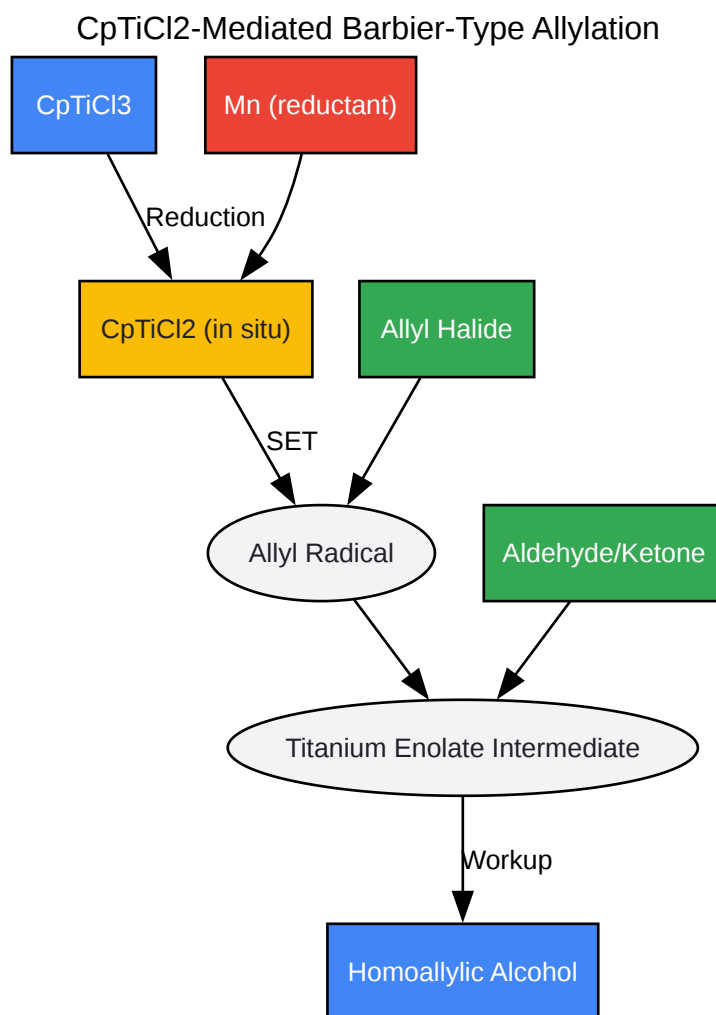 CpTiCl2-Mediated Barbier-Type Allylation
CpTiCl3
Mn (reductant)
Reduction
CpTiCl2 (in situ)
Allyl Halide
SET
Allyl Radical
Aldehyde/Ketone
Titanium Enolate Intermediate
Workup
Homoallylic Alcohol